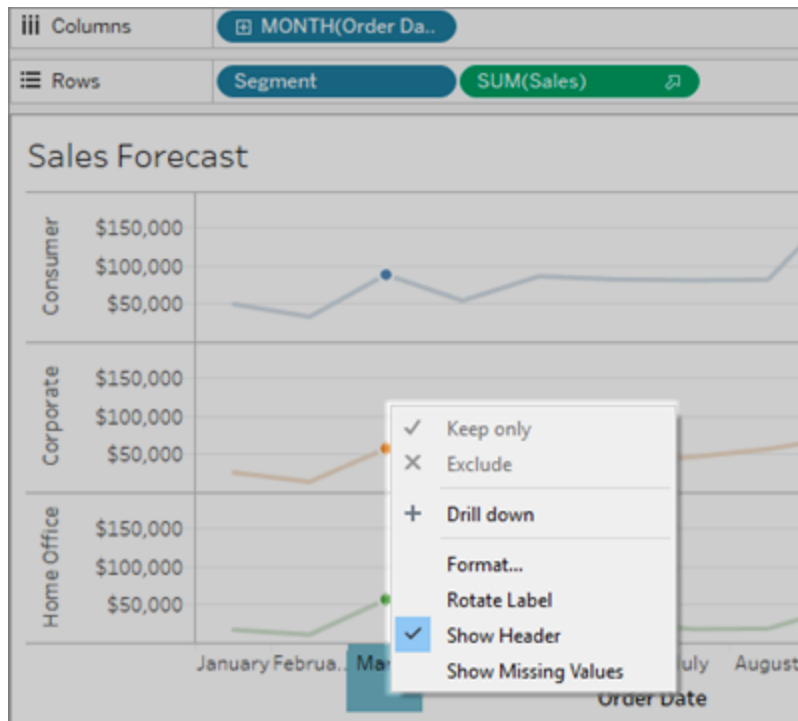 Columns
MONTH(Order Da..
Rows
Segment
SUM(Sales)
Sales Forecast
Consumer
$150,000
$100,000
$50,000
Corporate
$150,000
$100,000
$50,000
Home Office
$150,000
$100,000
$50,000
Keep only
Exclude
Drill down
Format...
Rotate Label
Show Header
Show Missing Values
January Februa.. Ma uly August
Order Date